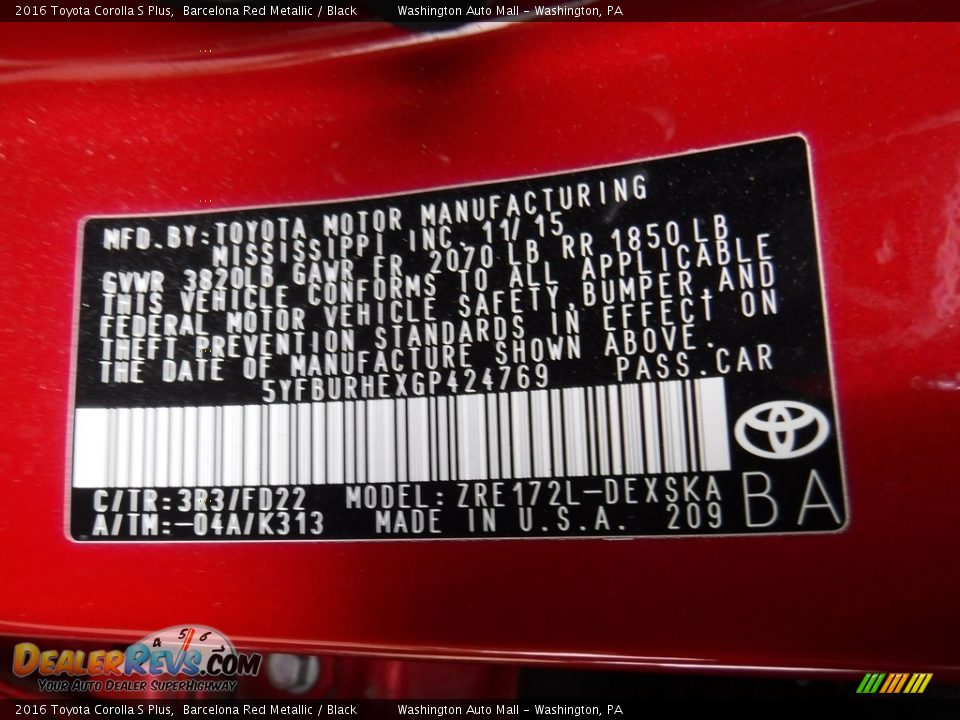 2016 Toyota Corolla S Plus,  Barcelona Red Metallic / Black          Washington Auto Mall - Washington, PA
MFD.BY:TOYOTA MOTOR MANUFACTURING
MISSISSIPPI INC. 11/15
GVWR 3820LB GAWR FR 2070 LB RR 1850LB
THIS VEHICLE CONFORMS TO ALL APPLICABLE
FEDERAL MOTOR VEHICLE SAFETY,BUMPER,AND
THEFT PREVENTION STANDARDS IN EFFECT ON
THE DATE OF MANUFACTURE SHOWN ABOVE.
5YFBURHEXGP424769 PASS.CAR
C/TR:3R3/FD22 MODEL:ZRE172L-DEXSKA
A/TM:-04A/K313 MADE IN U.S.A. 209
BA
4 5 6
DEALERREVS.COM
YOUR AUTO DEALER SUPERHIGHWAY
2016 Toyota Corolla S Plus,  Barcelona Red Metallic / Black          Washington Auto Mall - Washington, PA